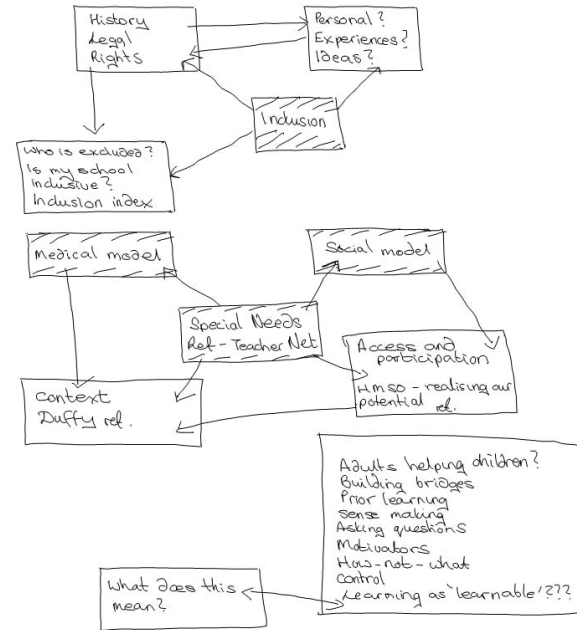 History
Legal
Rights
Personal?
Experiences?
Ideas?
Inclusion
Who is excluded?
Is my school
inclusive?
Inclusion index
Medical model
Social model
Special Needs
Ref - Teacher Net
Access and
participation
HMSO - realising our
potential ref.
Context
Duffy ref.
Adults helping children?
Building bridges
Prior learning
sense making
Asking questions
Motivators
How-not-what
control
Learning as 'learnable'???
What does this
mean?